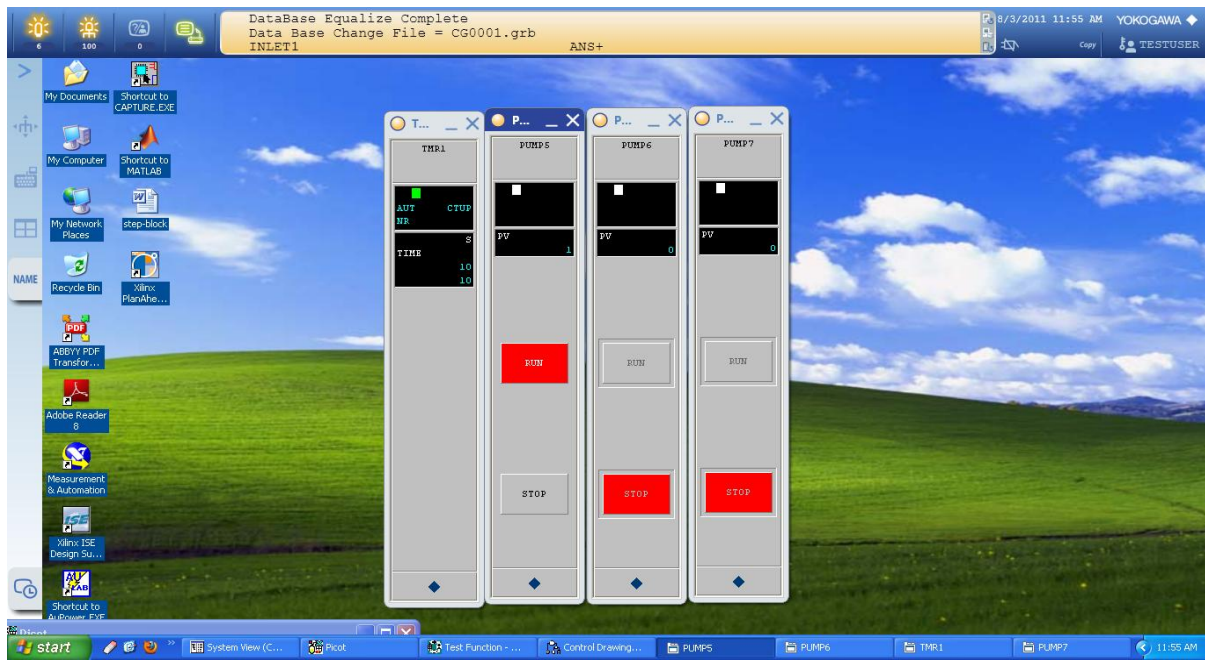 DataBase Equalize Complete
Data Base Change File = CG0001.grb
INLET1 ANS+
8/3/2011 11:55 AM
YOKOGAWA
Copy
TESTUSER
6
100
0
NAME
My Documents
Shortcut to
CAPTURE.EXE
My Computer
Shortcut to
MATLAB
My Network
Places
step-block
Recycle Bin
Xilinx
PlanAhe...
ABBYY PDF
Transfor...
Adobe Reader
8
Measurement
& Automation
Xilinx ISE
Design Su...
Shortcut to
AuPower.EXE
T...
TMR1
AUT CTUP
NR
S
TIME
10
10
P...
PUMP5
PV
1
RUN
STOP
P...
PUMP6
PV
0
RUN
STOP
P...
PUMP7
PV
0
RUN
STOP
Picot
start
System View (C...
Picot
Test Function - ...
Control Drawing...
PUMP5
PUMP6
TMR1
PUMP7
11:55 AM